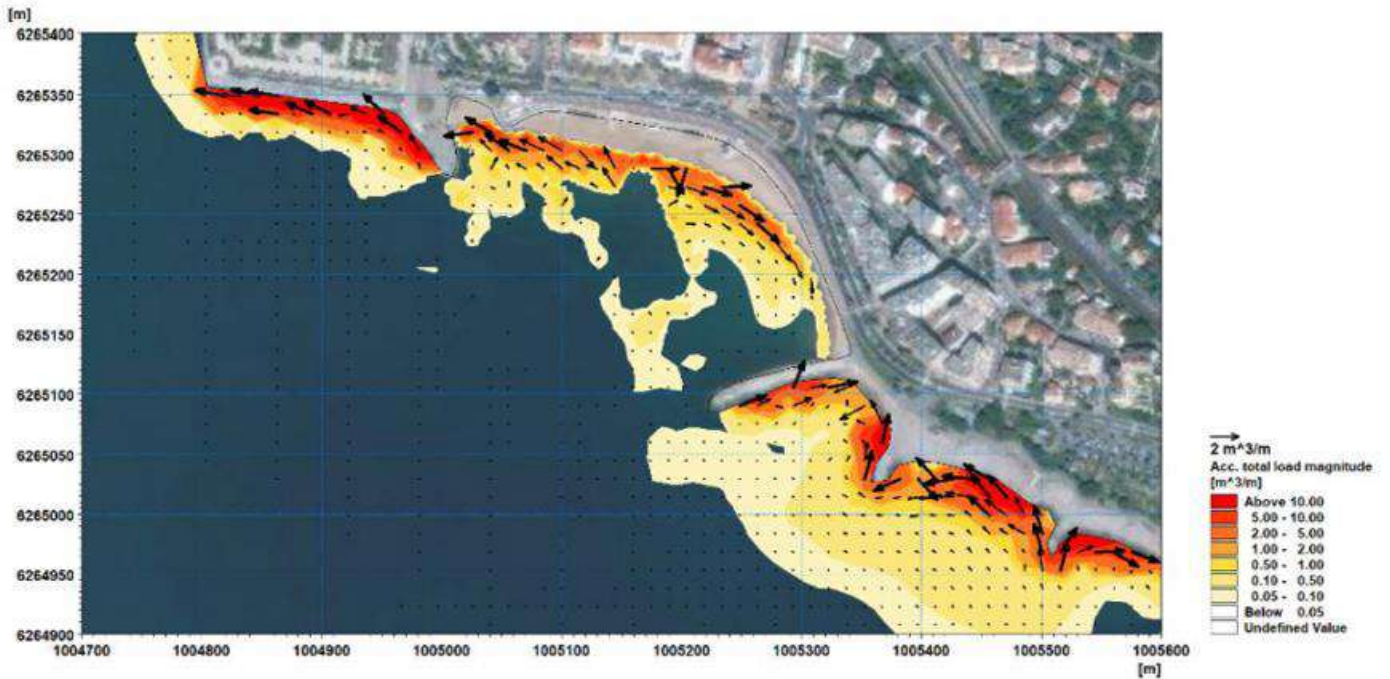 [m]
6265400
6265350
6265300
6265250
6265200
6265150
6265100
6265050
6265000
6264950
6264900
1004700 1004800 1004900 1005000 1005100 1005200 1005300 1005400 1005500 1005600
[m]
2 m^3/m
Acc. total load magnitude
[m^3/m]
Above 10.00
5.00 - 10.00
2.00 - 5.00
1.00 - 2.00
0.50 - 1.00
0.10 - 0.50
0.05 - 0.10
Below 0.05
Undefined Value